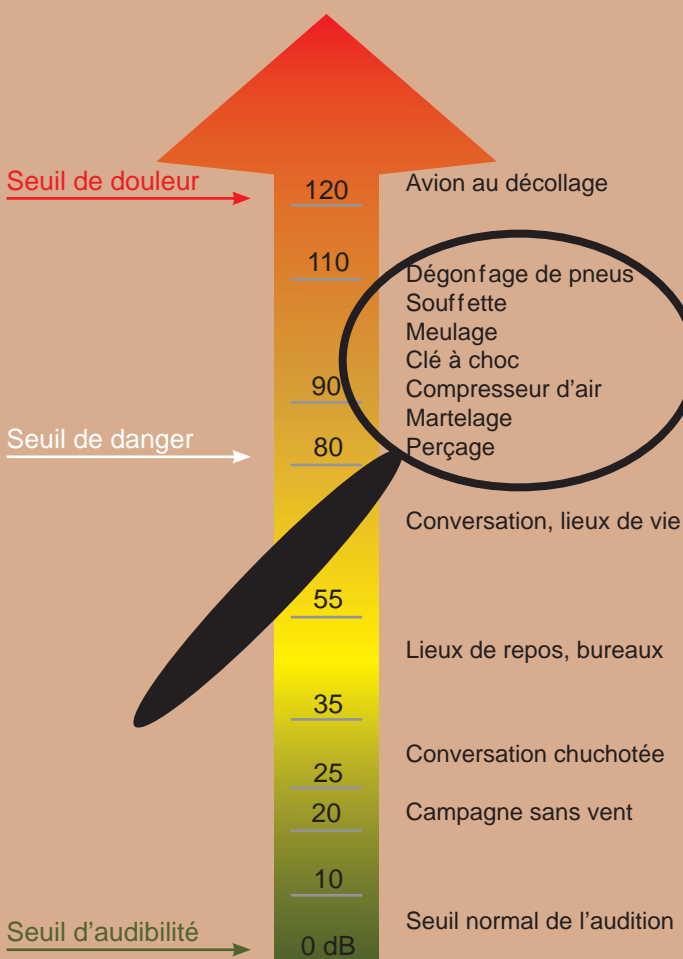 Seuil de douleur
120
Avion au décollage
110
Dégonfage de pneus
Souffette
Meulage
Clé à choc
90
Compresseur d'air
Martelage
Seuil de danger
80
Perçage
Conversation, lieux de vie
55
Lieux de repos, bureaux
35
Conversation chuchotée
25
20
Campagne sans vent
10
Seuil d'audibilité
0 dB
Seuil normal de l'audition